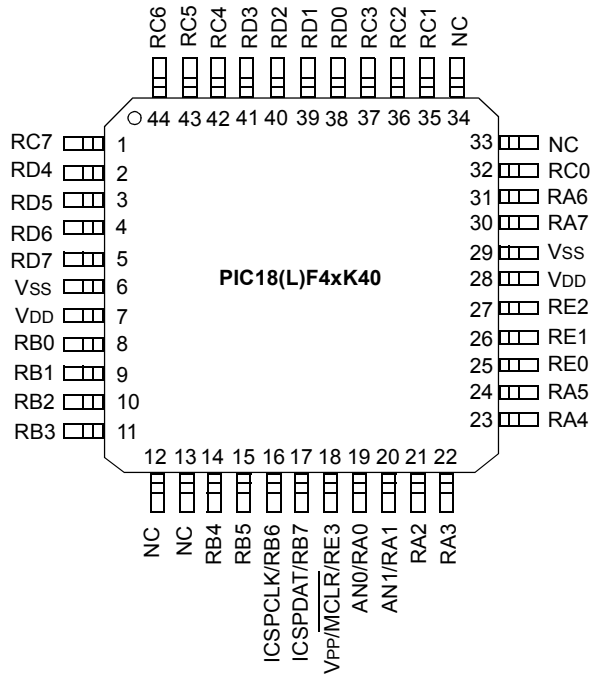 RC6
RC5
RC4
RD3
RD2
RD1
RD0
RC3
RC2
RC1
NC
44
43
42
41
40
39
38
37
36
35
34
RC7 1
RD4 2
RD5 3
RD6 4
RD7 5
VSS 6
VDD 7
RB0 8
RB1 9
RB2 10
RB3 11
PIC18(L)F4xK40
33 NC
32 RC0
31 RA6
30 RA7
29 VSS
28 VDD
27 RE2
26 RE1
25 RE0
24 RA5
23 RA4
12
13
14
15
16
17
18
19
20
21
22
NC
NC
RB4
RB5
ICSPCLK/RB6
ICSPDAT/RB7
VPP/MCLR/RE3
AN0/RA0
AN1/RA1
RA2
RA3